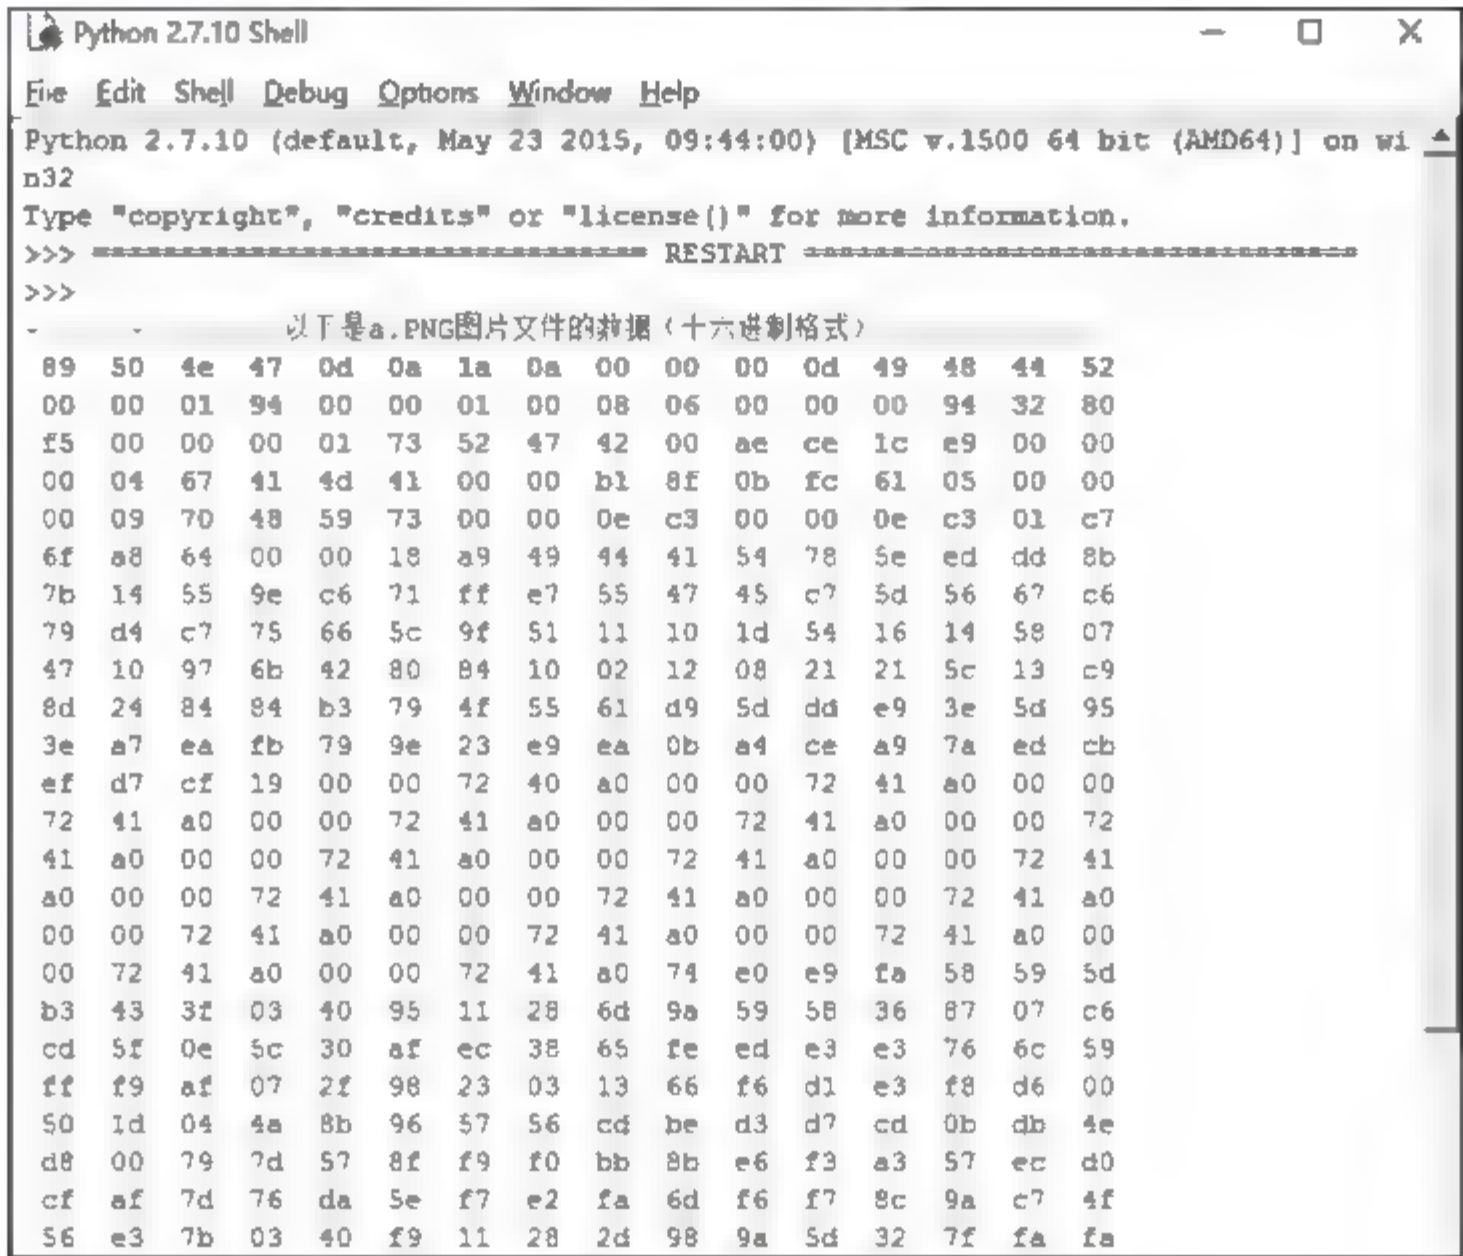 Python 2.7.10 Shell
File Edit Shell Debug Options Window Help
Python 2.7.10 (default, May 23 2015, 09:44:00) [MSC v.1500 64 bit (AMD64)] on wi
n32
Type "copyright", "credits" or "license()" for more information.
>>> ================================ RESTART ================================
>>>
- - 以下是a.PNG图片文件的数据（十六进制格式）
89 50 4e 47 0d 0a 1a 0a 00 00 00 0d 49 48 44 52
00 00 01 94 00 00 01 00 08 06 00 00 00 94 32 80
f5 00 00 00 01 73 52 47 42 00 ae ce 1c e9 00 00
00 04 67 41 4d 41 00 00 b1 8f 0b fc 61 05 00 00
00 09 70 48 59 73 00 00 0e c3 00 00 0e c3 01 c7
6f a8 64 00 00 18 a9 49 44 41 54 78 5e ed dd 8b
7b 14 55 9e c6 71 ff e7 55 47 45 c7 5d 56 67 c6
79 d4 c7 75 66 5c 9f 51 11 10 1d 54 16 14 58 07
47 10 97 6b 42 80 84 10 02 12 08 21 21 5c 13 c9
8d 24 84 84 b3 79 4f 55 61 d9 5d dd e9 3e 5d 95
3e a7 ea fb 79 9e 23 e9 ea 0b a4 ce a9 7a ed cb
ef d7 cf 19 00 00 72 40 a0 00 00 72 41 a0 00 00
72 41 a0 00 00 72 41 a0 00 00 72 41 a0 00 00 72
41 a0 00 00 72 41 a0 00 00 72 41 a0 00 00 72 41
a0 00 00 72 41 a0 00 00 72 41 a0 00 00 72 41 a0
00 00 72 41 a0 00 00 72 41 a0 00 00 72 41 a0 00
00 72 41 a0 00 00 72 41 a0 74 e0 e9 fa 58 59 5d
b3 43 3f 03 40 95 11 28 6d 9a 59 58 36 87 07 c6
cd 5f 0e 5c 30 af ec 38 65 fe ed e3 e3 76 6c 59
ff f9 af 07 2f 98 23 03 13 66 f6 d1 e3 f8 d6 00
50 1d 04 4a 8b 96 57 56 cd be d3 d7 cd 0b db 4e
d8 00 79 7d 57 8f f9 f0 bb 8b e6 f3 a3 57 ec d0
cf af 7d 76 da 5e f7 e2 fa 6d f6 f7 8c 9a c7 4f
56 e3 7b 03 40 f9 11 28 2d 98 9a 5d 32 7f fa fa